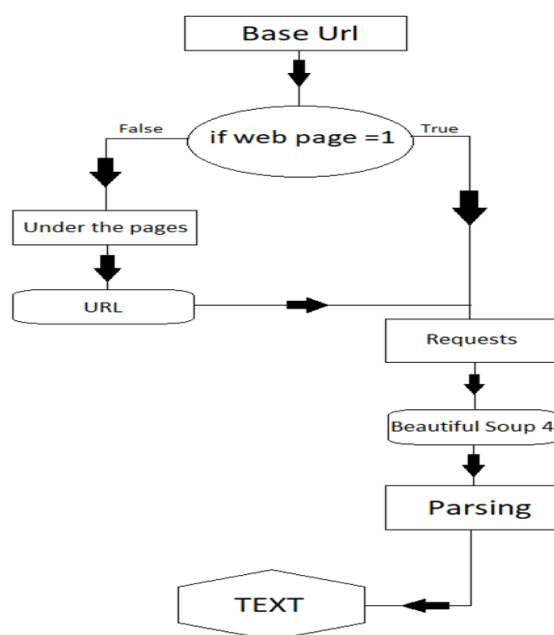 Base Url
if web page =1
False
True
Under the pages
URL
Requests
Beautiful Soup 4
Parsing
TEXT